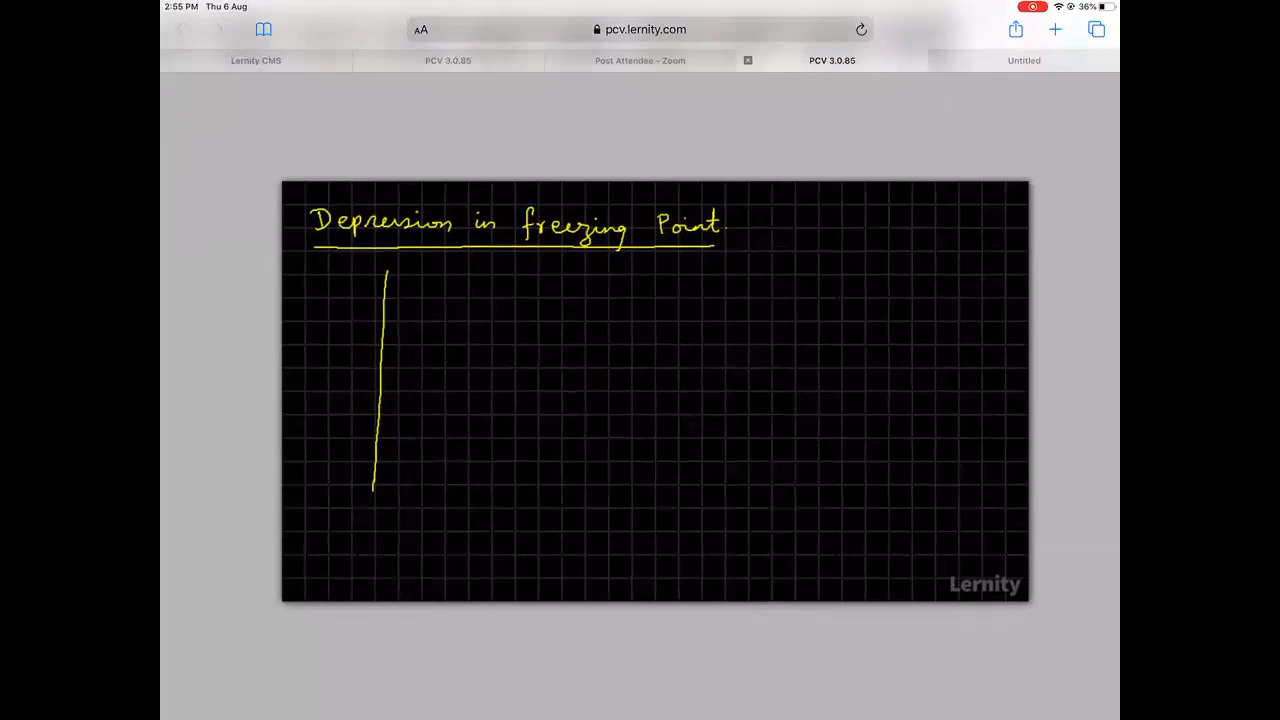 2:55 PM Thu 6 Aug 36%
AA pcv.lernity.com
Lernity CMS PCV 3.0.85 Post Attendee - Zoom PCV 3.0.85 Untitled
Depression in freezing Point
Lernity